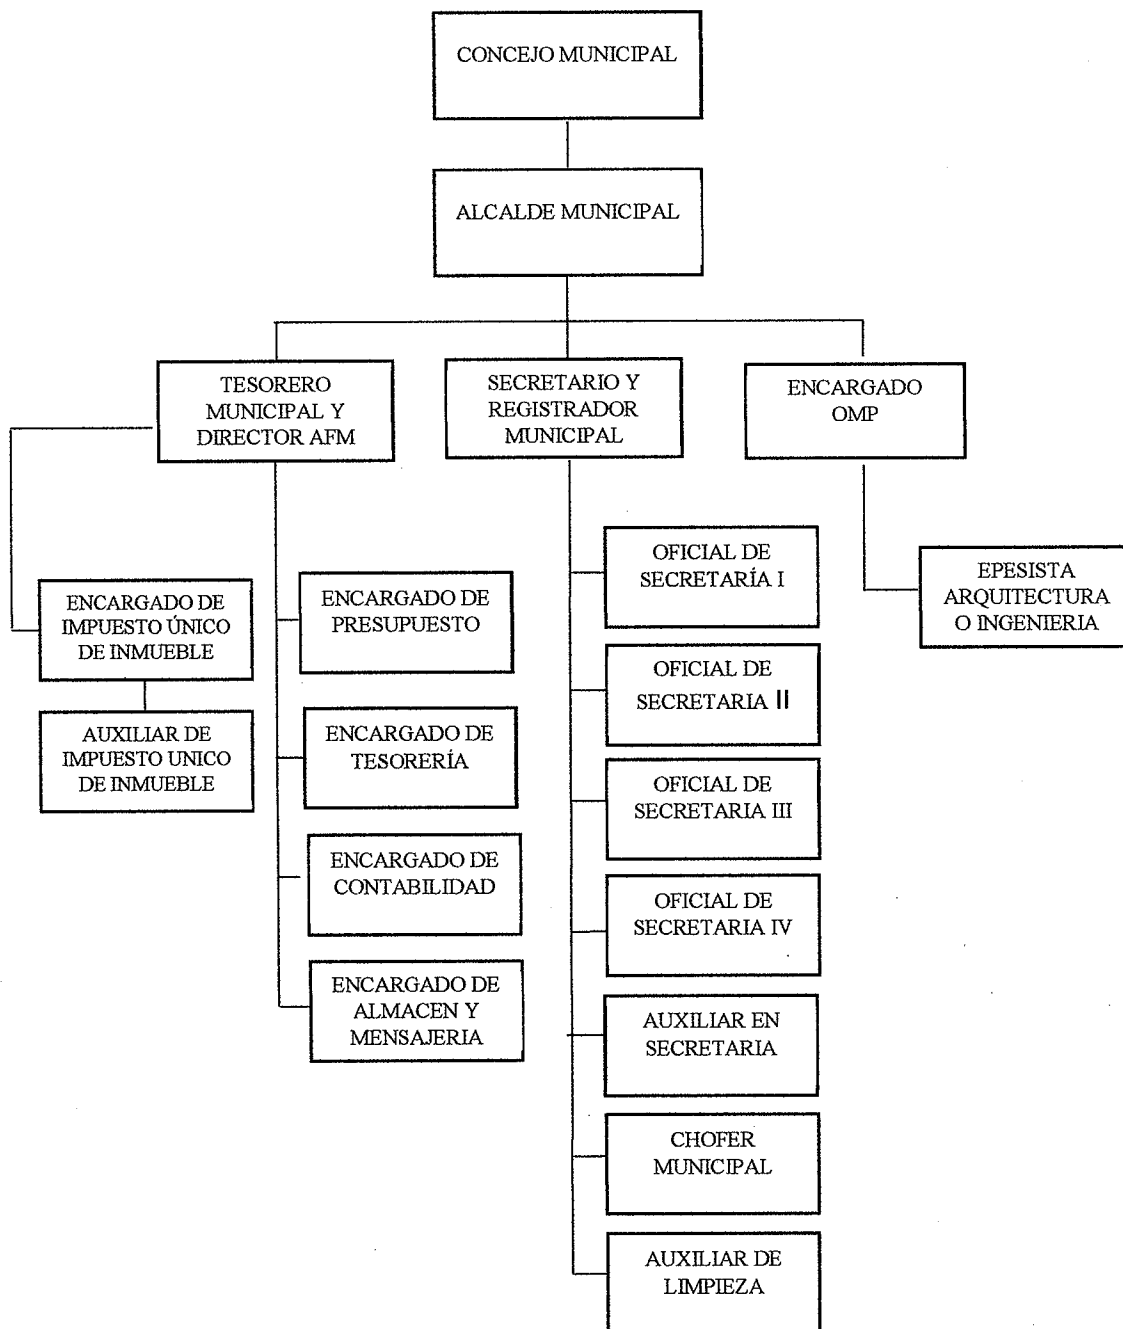 CONCEJO MUNICIPAL
ALCALDE MUNICIPAL
TESORERO
MUNICIPAL Y
DIRECTOR AFM
SECRETARIO Y
REGISTRADOR
MUNICIPAL
ENCARGADO
OMP
ENCARGADO DE
IMPUESTO ÚNICO
DE INMUEBLE
AUXILIAR DE
IMPUESTO UNICO
DE INMUEBLE
ENCARGADO DE
PRESUPUESTO
ENCARGADO DE
TESORERÍA
ENCARGADO DE
CONTABILIDAD
ENCARGADO DE
ALMACEN Y
MENSAJERIA
OFICIAL DE
SECRETARÍA I
OFICIAL DE
SECRETARIA II
OFICIAL DE
SECRETARIA III
OFICIAL DE
SECRETARIA IV
AUXILIAR EN
SECRETARIA
CHOFER
MUNICIPAL
AUXILIAR DE
LIMPIEZA
EPESISTA
ARQUITECTURA
O INGENIERIA